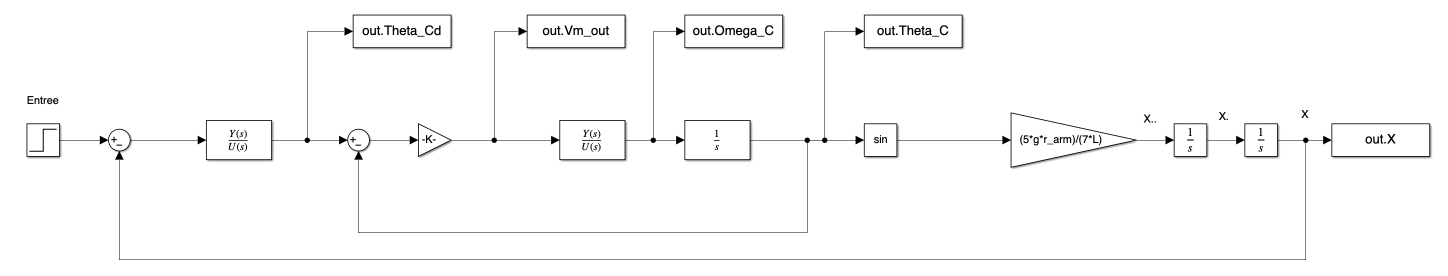 out.Theta_Cd
out.Vm_out
out.Omega_C
out.Theta_C
Entree
X..
X.
X
+
_
Y(s)
U(s)
+
_
-K-
Y(s)
U(s)
1
s
sin
(5*g*r_arm)/(7*L)
1
s
1
s
out.X